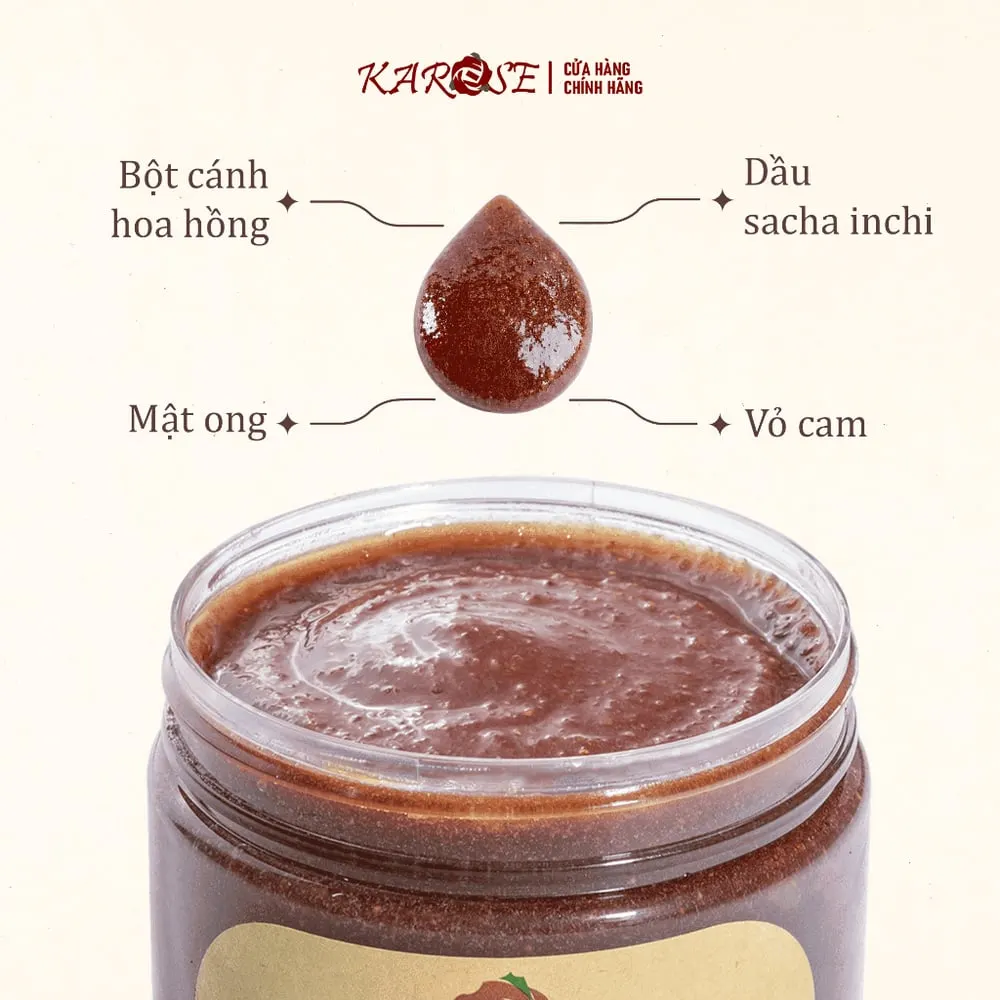 KAROSE | CỬA HÀNG
CHÍNH HÃNG
Bột cánh
hoa hồng
Dầu
sacha inchi
Mật ong
Vỏ cam